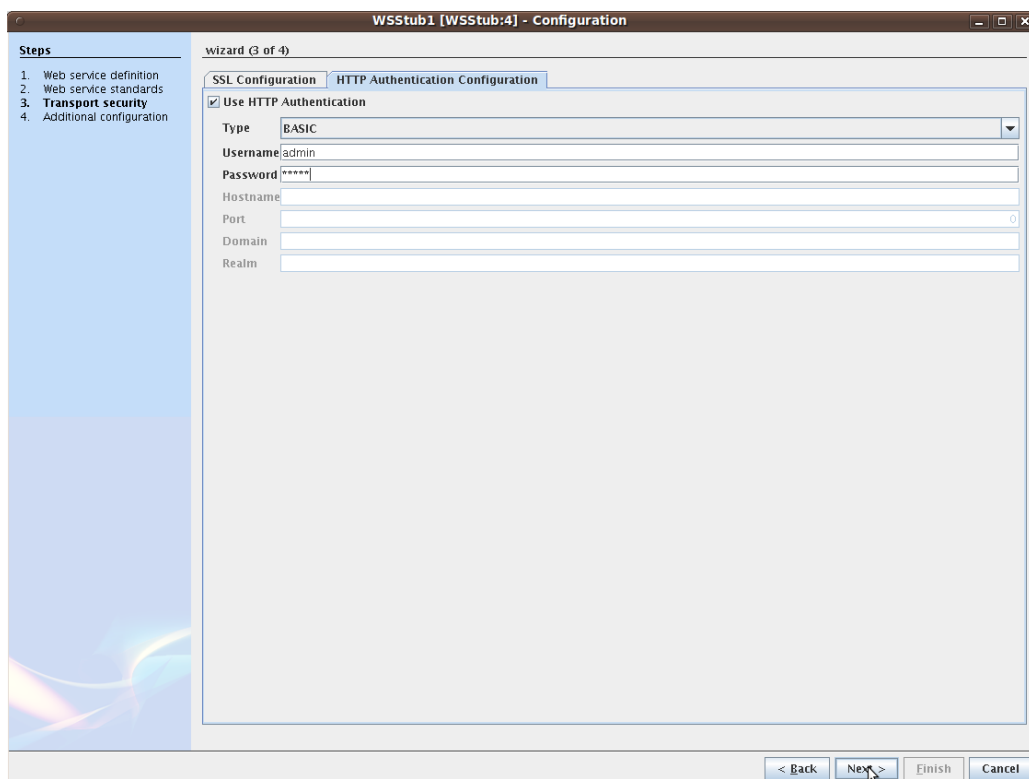 WSStub1 [WSStub:4] - Configuration
Steps
1. Web service definition
2. Web service standards
3. Transport security
4. Additional configuration
wizard (3 of 4)
SSL Configuration HTTP Authentication Configuration
Use HTTP Authentication
Type BASIC
Username admin
Password *****
Hostname
Port 0
Domain
Realm
< Back Next > Finish Cancel